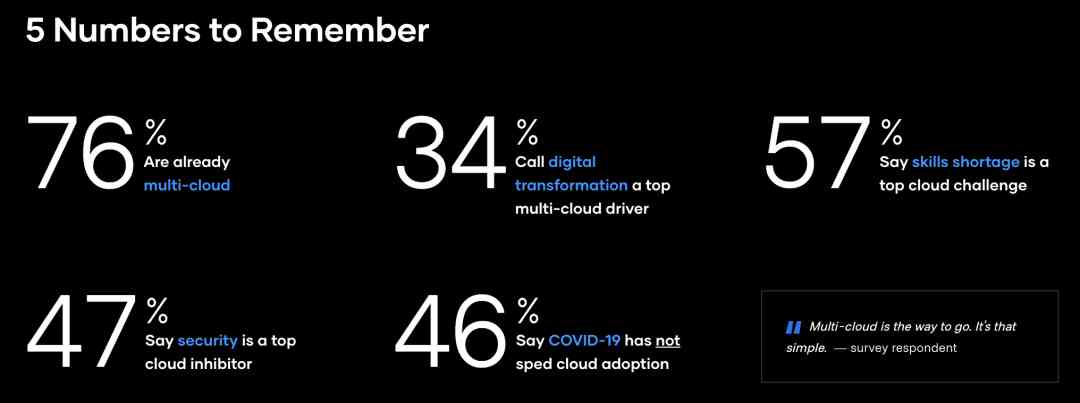 5 Numbers to Remember
76%
Are already
multi-cloud
34%
Call digital
transformation a top
multi-cloud driver
57%
Say skills shortage is a
top cloud challenge
47%
Say security is a top
cloud inhibitor
46%
Say COVID-19 has not
sped cloud adoption
"Multi-cloud is the way to go. It's that
simple. — survey respondent